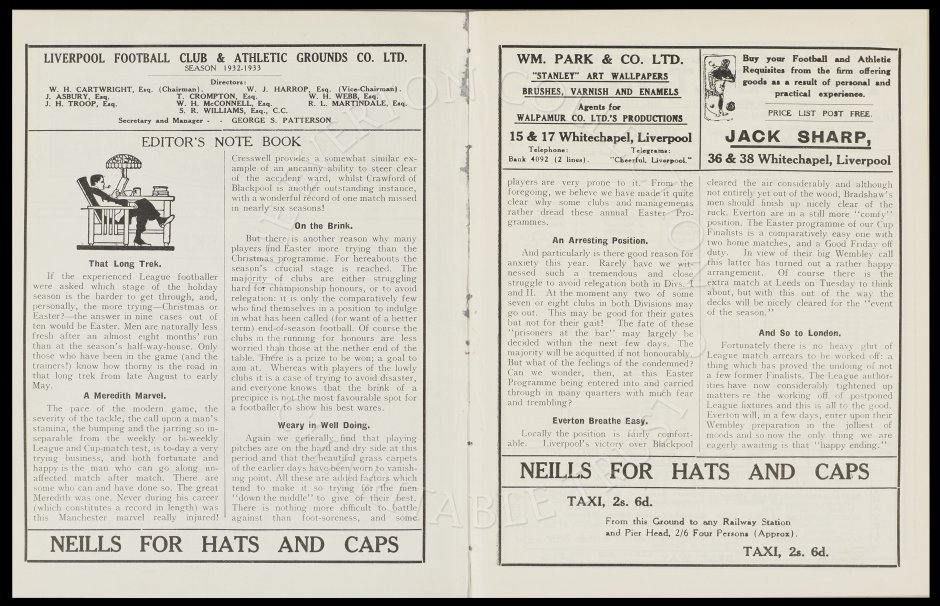 LIVERPOOL FOOTBALL CLUB & ATHLETIC GROUNDS CO. LTD.
SEASON 1932-1933
Directors:
W. H. CARTWRIGHT, Esq. (Chairman). W. J. HARROP, Esq. (Vice-Chairman).
J. ASBURY, Esq. T. CROMPTON, Esq. W. H. WEBB, Esq.
J. H. TROOP, Esq. W. H. McCONNELL, Esq. R. L. MARTINDALE, Esq.
S. R. WILLIAMS, Esq., C.C.
Secretary and Manager - - GEORGE S. PATTERSON
EDITOR'S NOTE BOOK
That Long Trek.
If the experienced League footballer
were asked which stage of the holiday
season is the harder to get through, and,
personally, the more trying—Christmas or
Easter?—the answer in nine cases out of
ten would be Easter. Men are naturally less
fresh after an almost eight months' run
than at the season's half-way-house. Only
those who have been in the game (and the
trainers!) know how thorny is the road in
that long trek from late August to early
May.
A Meredith Marvel.
The pace of the modern game, the
severity of the tackle, the call upon a man's
stamina, the bumping and the jarring so in-
separable from the weekly or bi-weekly
League and Cup-match test, is to-day a very
trying business, and both fortunate and
happy is the man who can go along un-
affected match after match. There are
some who can and have done so. The great
Meredith was one. Never during his career
(which constitutes a record in length) was
this Manchester marvel really injured!
Cresswell provides a somewhat similar ex-
ample of an uncanny ability to steer clear
of the accident ward, whilst Crawford of
Blackpool is another outstanding instance,
with a wonderful record of one match missed
in nearly six seasons!
On the Brink.
But there is another reason why many
players find Easter more trying than the
Christmas programme. For hereabouts the
season's crucial stage is reached. The
majority of clubs are either struggling
hard for championship honours, or to avoid
relegation: it is only the comparatively few
who find themselves in a position to indulge
in what has been called (for want of a better
term) end-of-season football. Of course the
clubs in the running for honours are less
worried than those at the nether end of the
table. There is a prize to be won; a goal to
aim at. Whereas with players of the lowly
clubs it is a case of trying to avoid disaster,
and everyone knows that the brink of a
precipice is not the most favourable spot for
a footballer to show his best wares.
Weary in Well Doing.
Again we generally find that playing
pitches are on the hard and dry side at this
period and that the beautiful grass carpets
of the earlier days have been worn to vanish-
ing point. All these are added factors which
tend to make it so trying for the men
"down the middle" to give of their best.
There is nothing more difficult to battle
against than foot-soreness, and some
NEILLS FOR HATS AND CAPS
WM. PARK & CO. LTD.
"STANLEY" ART WALLPAPERS
BRUSHES, VARNISH AND ENAMELS
Agents for
WALPAMUR CO. LTD.'S PRODUCTIONS
15 & 17 Whitechapel, Liverpool
Telephone: Telegrams:
Bank 4092 (2 lines). "Cheerful, Liverpool."
Buy your Football and Athletic
Requisites from the firm offering
goods as a result of personal and
practical experience.
PRICE LIST POST FREE.
JACK SHARP,
36 & 38 Whitechapel, Liverpool
players are very prone to it. From the
foregoing, we believe we have made it quite
clear why some clubs and managements
rather dread these annual Easter Pro-
grammes.
An Arresting Position.
And particularly is there good reason for
anxiety this year. Rarely have we wit-
nessed such a tremendous and close
struggle to avoid relegation both in Divs. I
and II. At the moment any two of some
seven or eight clubs in both Divisions may
go out. This may be good for their gates
but not for their gait! The fate of these
"prisoners at the bar" may largely be
decided within the next few days. The
majority will be acquitted if not honourably.
But what of the feelings of the condemned?
Can we wonder, then, at this Easter
Programme being entered into and carried
through in many quarters with much fear
and trembling?
Everton Breathe Easy.
Locally the position is fairly comfort-
able. Liverpool's victory over Blackpool
cleared the air considerably and although
not entirely yet out of the wood, Bradshaw's
men should finish up nicely clear of the
ruck. Everton are in a still more "comfy"
position. The Easter programme of our Cup
Finalists is a comparatively easy one with
two home matches, and a Good Friday off
duty. In view of their big Wembley call
this latter has turned out a rather happy
arrangement. Of course there is the
extra match at Leeds on Tuesday to think
about, but with this out of the way the
decks will be nicely cleared for the "event
of the season."
And So to London.
Fortunately there is no heavy glut of
League match arrears to be worked off: a
thing which has proved the undoing of not
a few former Finalists. The League author-
ities have now considerably tightened up
matters re the working off of postponed
League fixtures and this is all to the good.
Everton will, in a few days, enter upon their
Wembley preparation in the jolliest of
moods and so now the only thing we are
eagerly awaiting is that "happy ending."
NEILLS FOR HATS AND CAPS
TAXI, 2s. 6d.
From this Ground to any Railway Station
and Pier Head, 2/6 Four Persons (Approx).
TAXI, 2s. 6d.